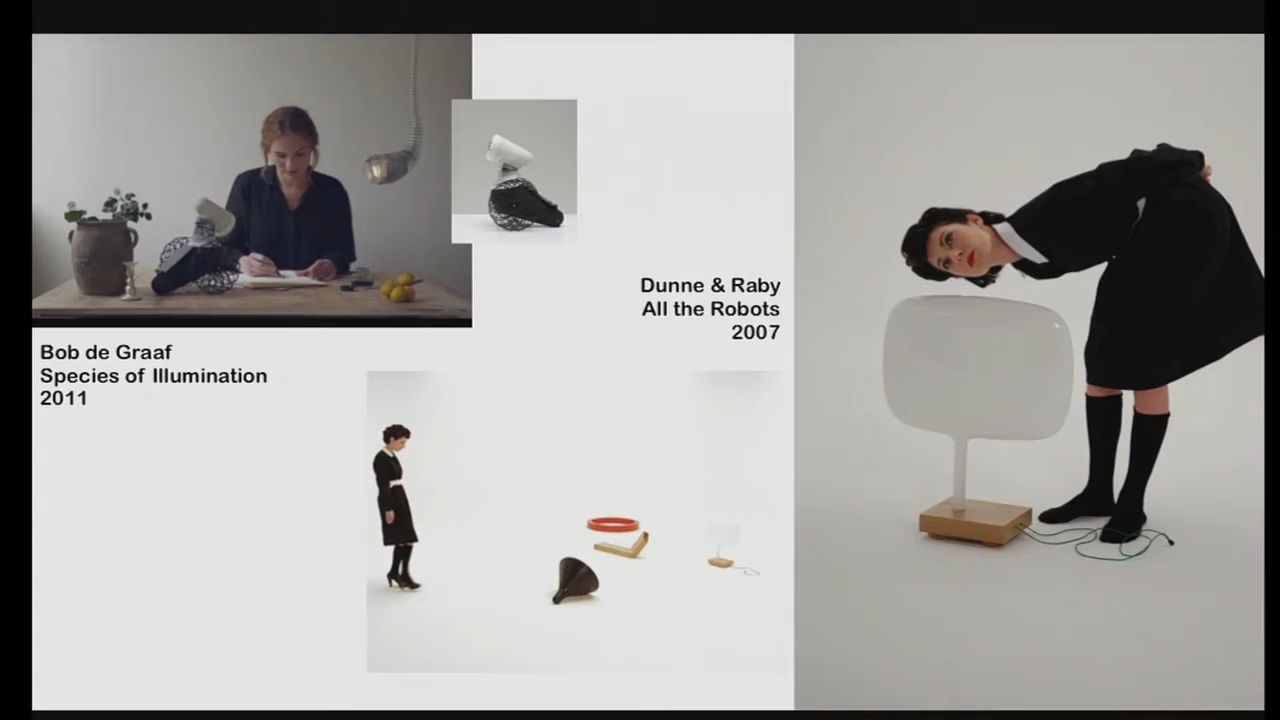 Dunne & Raby
All the Robots
2007
Bob de Graaf
Species of Illumination
2011